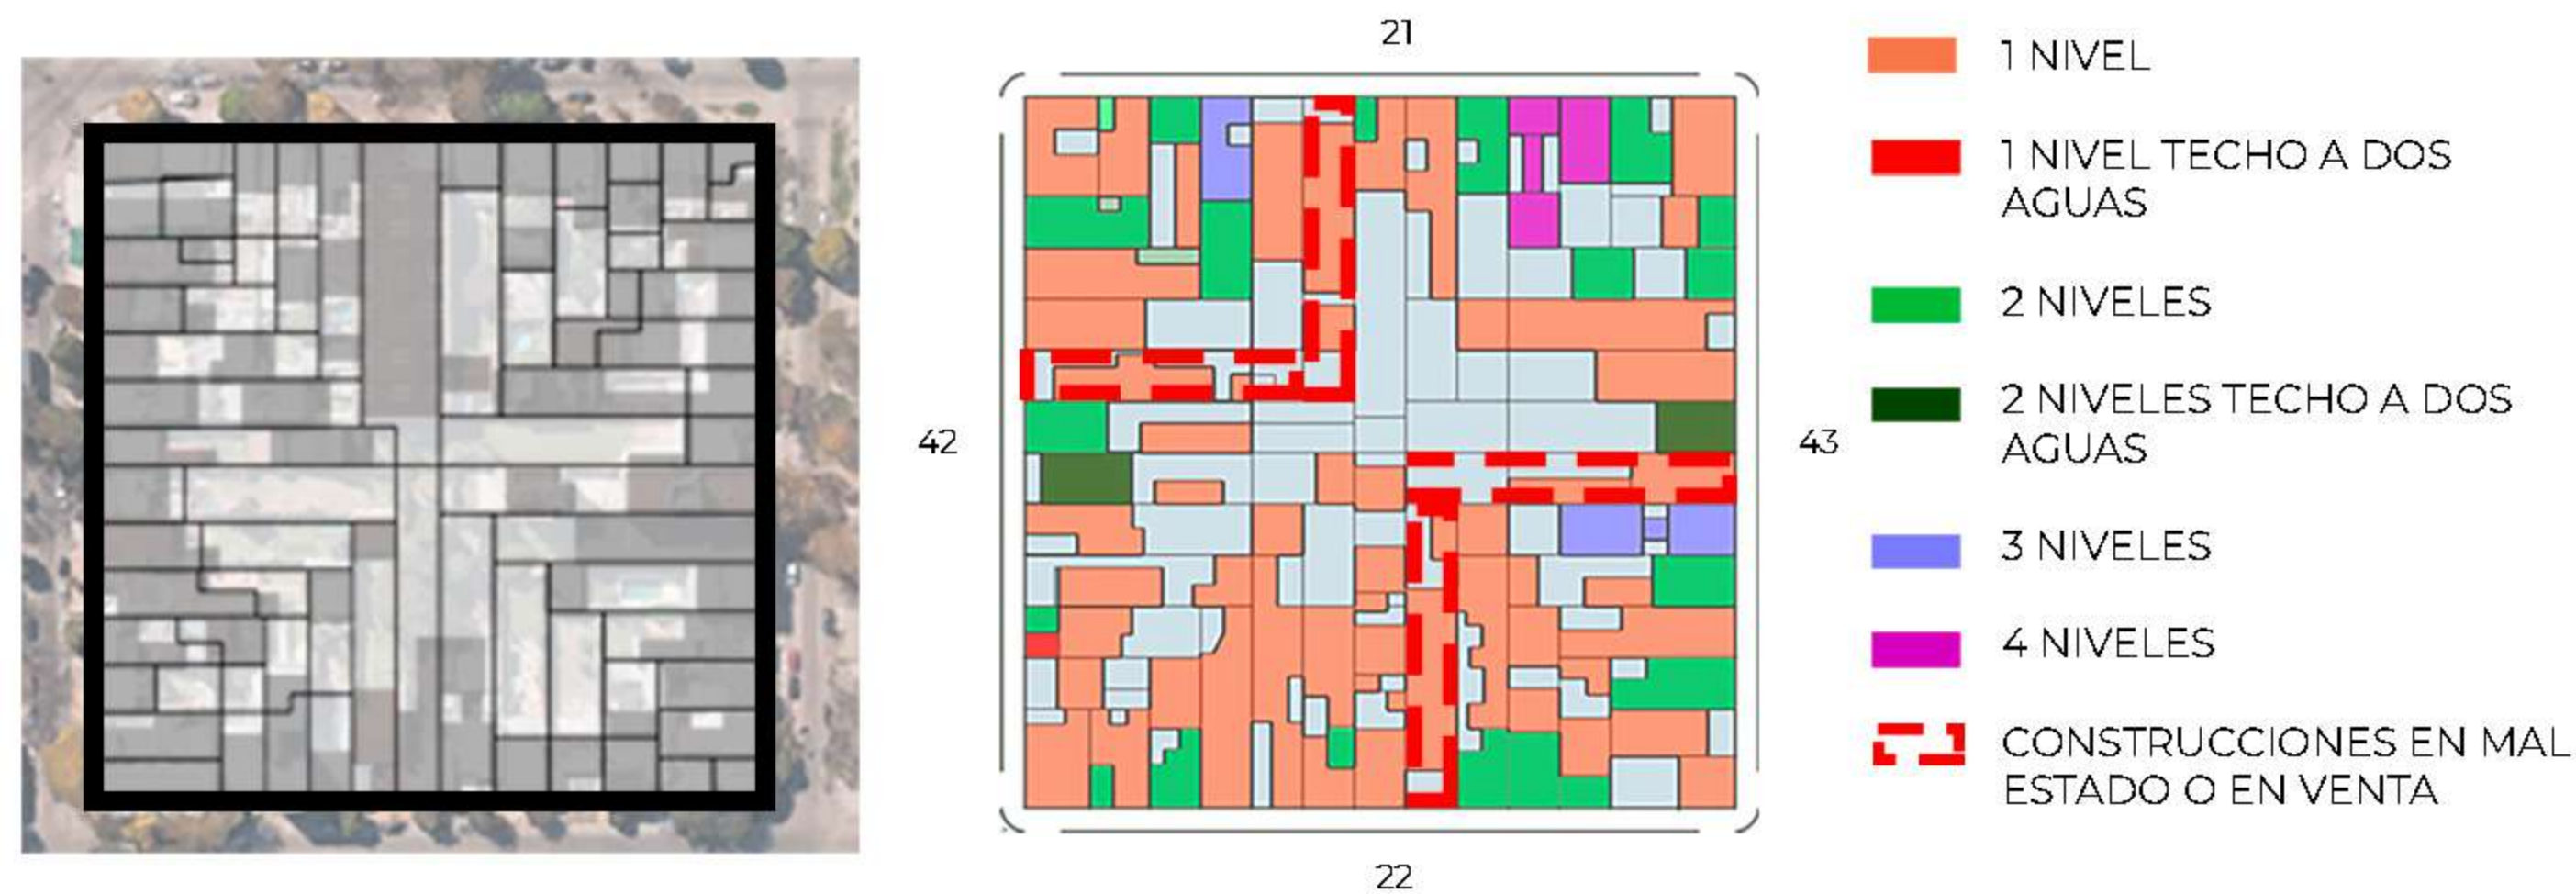 21
42
43
22
1 NIVEL
1 NIVEL TECHO A DOS
AGUAS
2 NIVELES
2 NIVELES TECHO A DOS
AGUAS
3 NIVELES
4 NIVELES
CONSTRUCCIONES EN MAL
ESTADO O EN VENTA